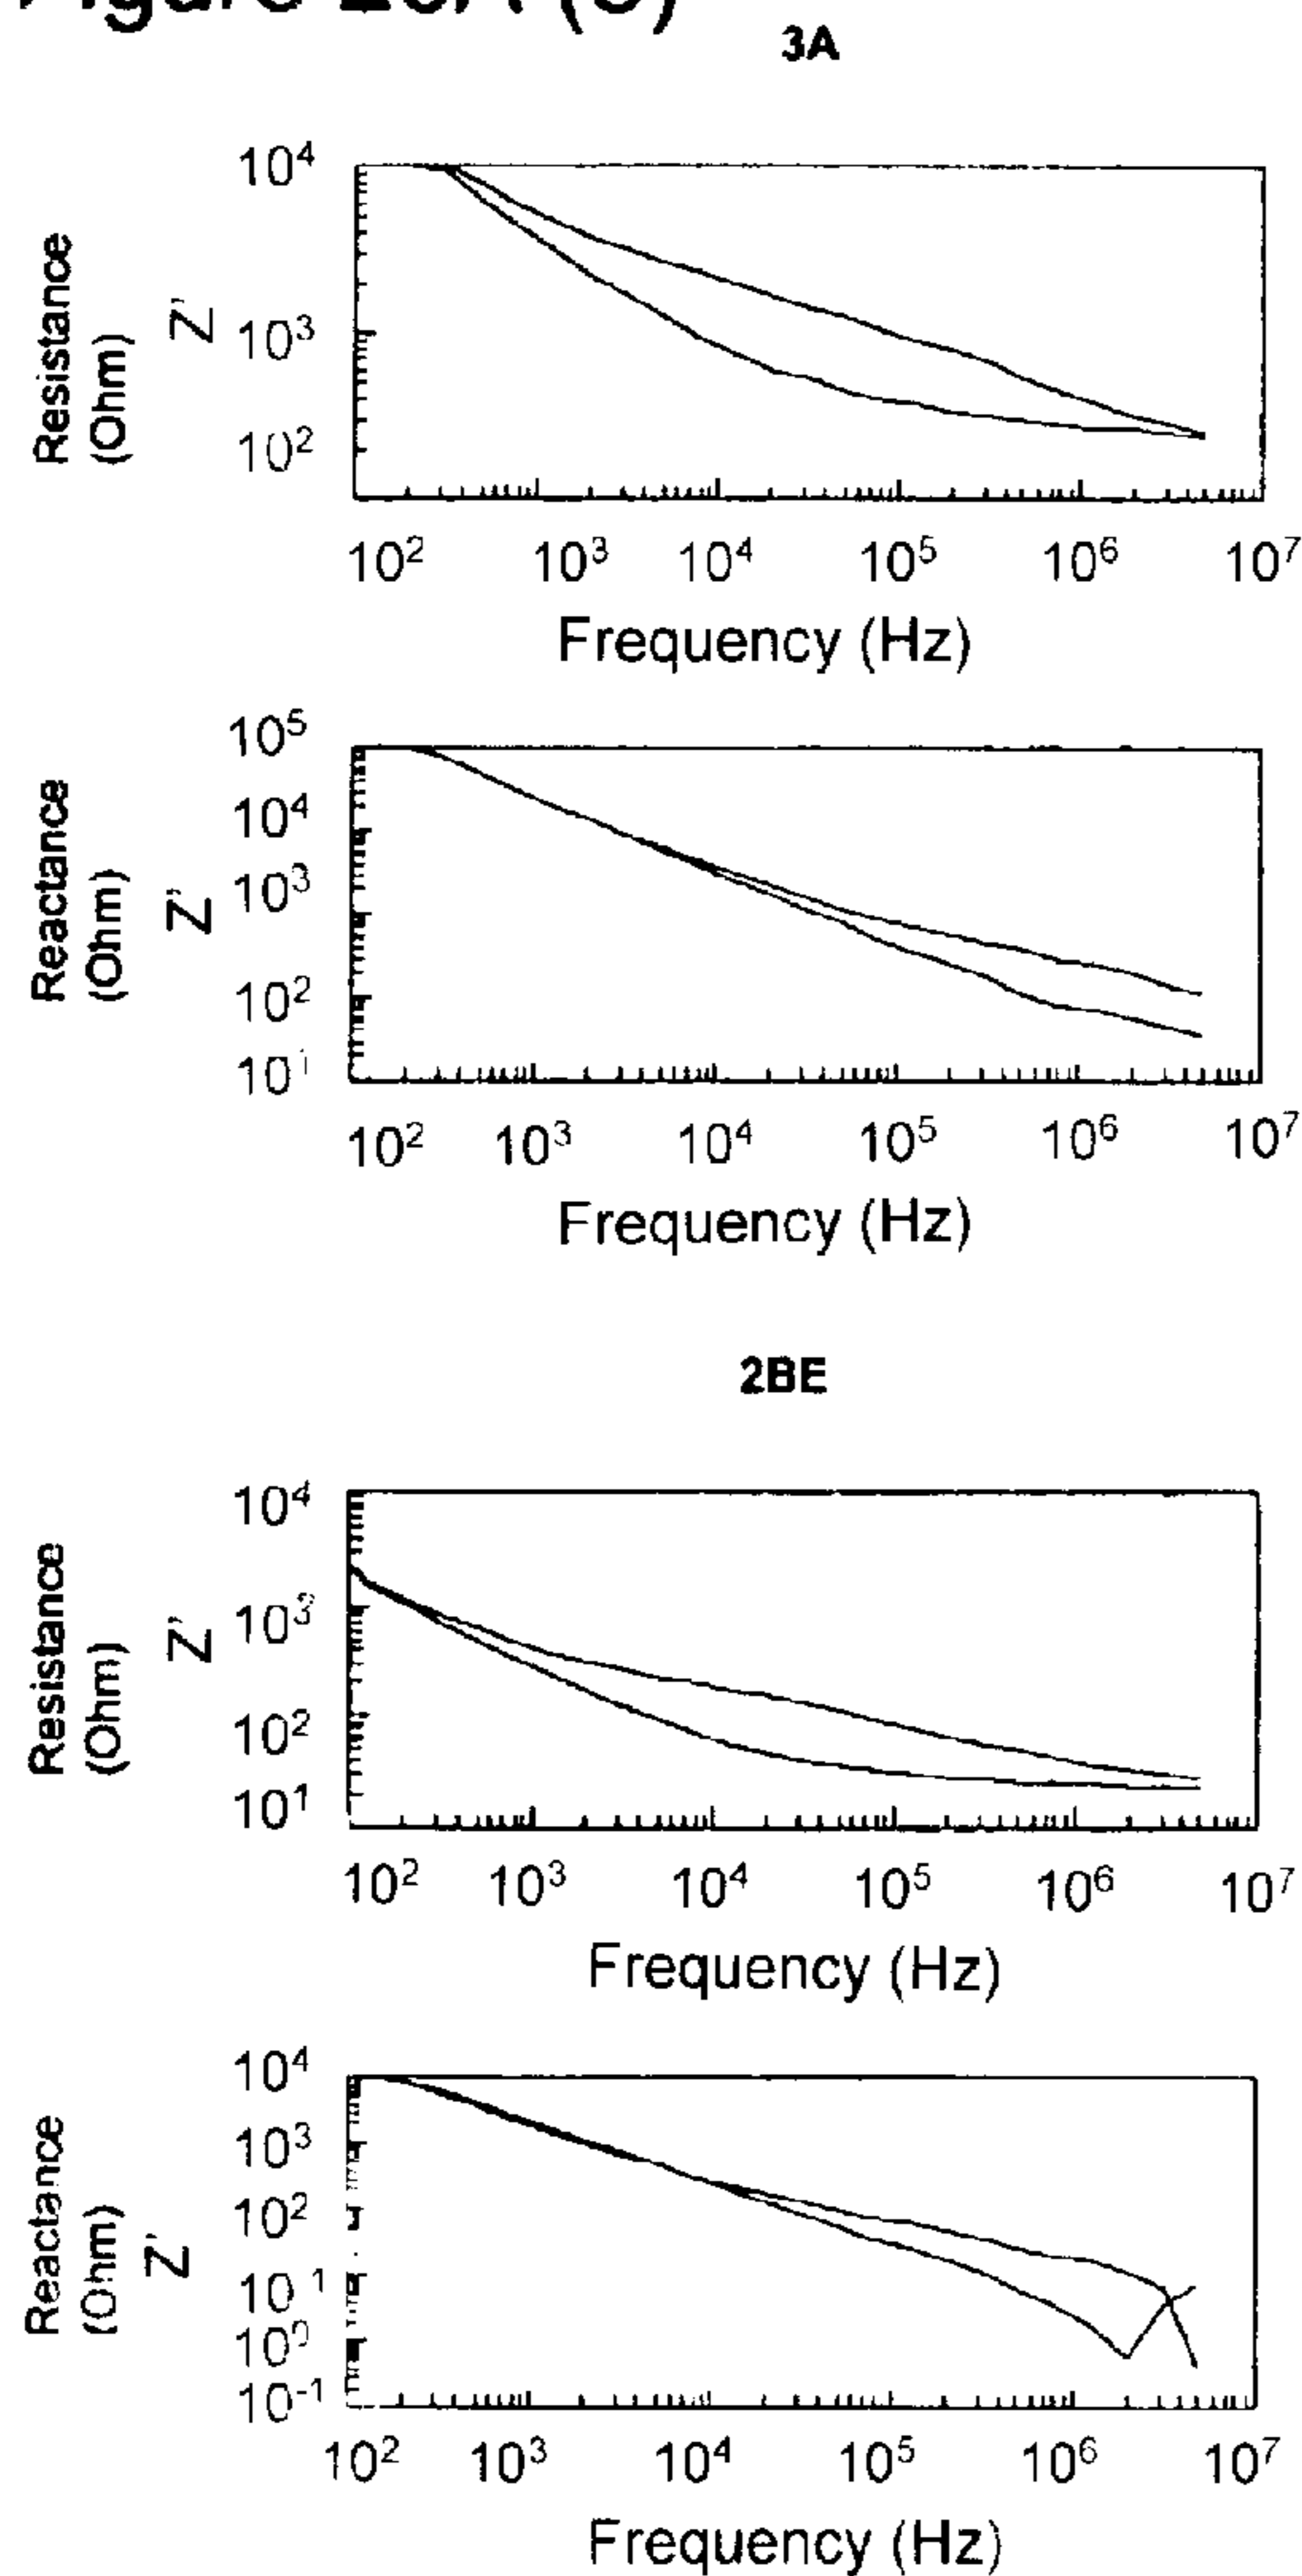 3A
Resistance
(Ohm)
Z'
10⁴
10³
10²
10² 10³ 10⁴ 10⁵ 10⁶ 10⁷
Frequency (Hz)
Reactance
(Ohm)
Z'
10⁵
10⁴
10³
10²
10¹
10² 10³ 10⁴ 10⁵ 10⁶ 10⁷
Frequency (Hz)
2BE
Resistance
(Ohm)
Z'
10⁴
10³
10²
10¹
10² 10³ 10⁴ 10⁵ 10⁶ 10⁷
Frequency (Hz)
Reactance
(Ohm)
Z'
10⁴
10³
10²
10¹
10⁰
10⁻¹
10² 10³ 10⁴ 10⁵ 10⁶ 10⁷
Frequency (Hz)